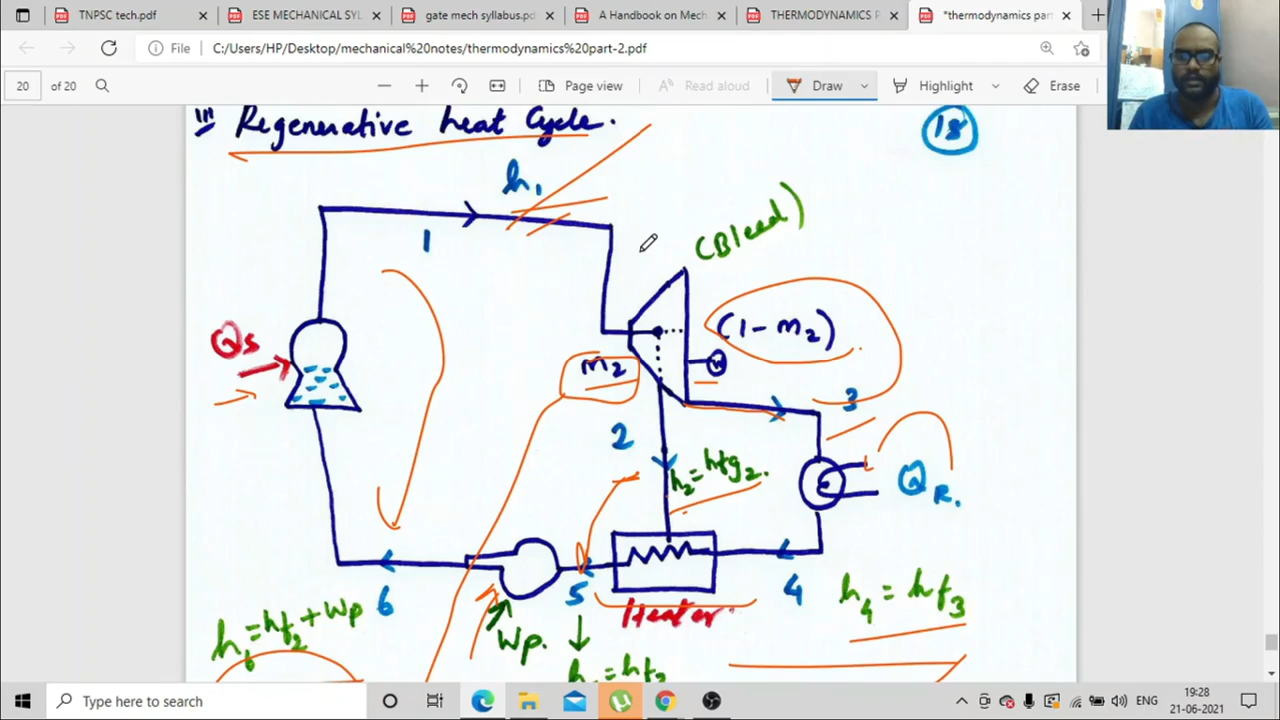 TNPSC tech.pdf
ESE MECHANICAL SYL
gate mech syllabus.pd
A Handbook on Mech
THERMODYNAMICS P
*thermodynamics par
File
C:/Users/HP/Desktop/mechanical%20notes/thermodynamics%20part-2.pdf
20 of 20
Page view
Read aloud
Draw
Highlight
Erase
III Regenerative heat Cycle.
18
h1
(Bleed)
1
Qs
(1-m2)
m2
3
2
h2=hfg2.
QR.
6
5
4
h4 = hf3
Heater
h6=hf2+Wp
Wp.
Type here to search
ENG
19:28
21-06-2021